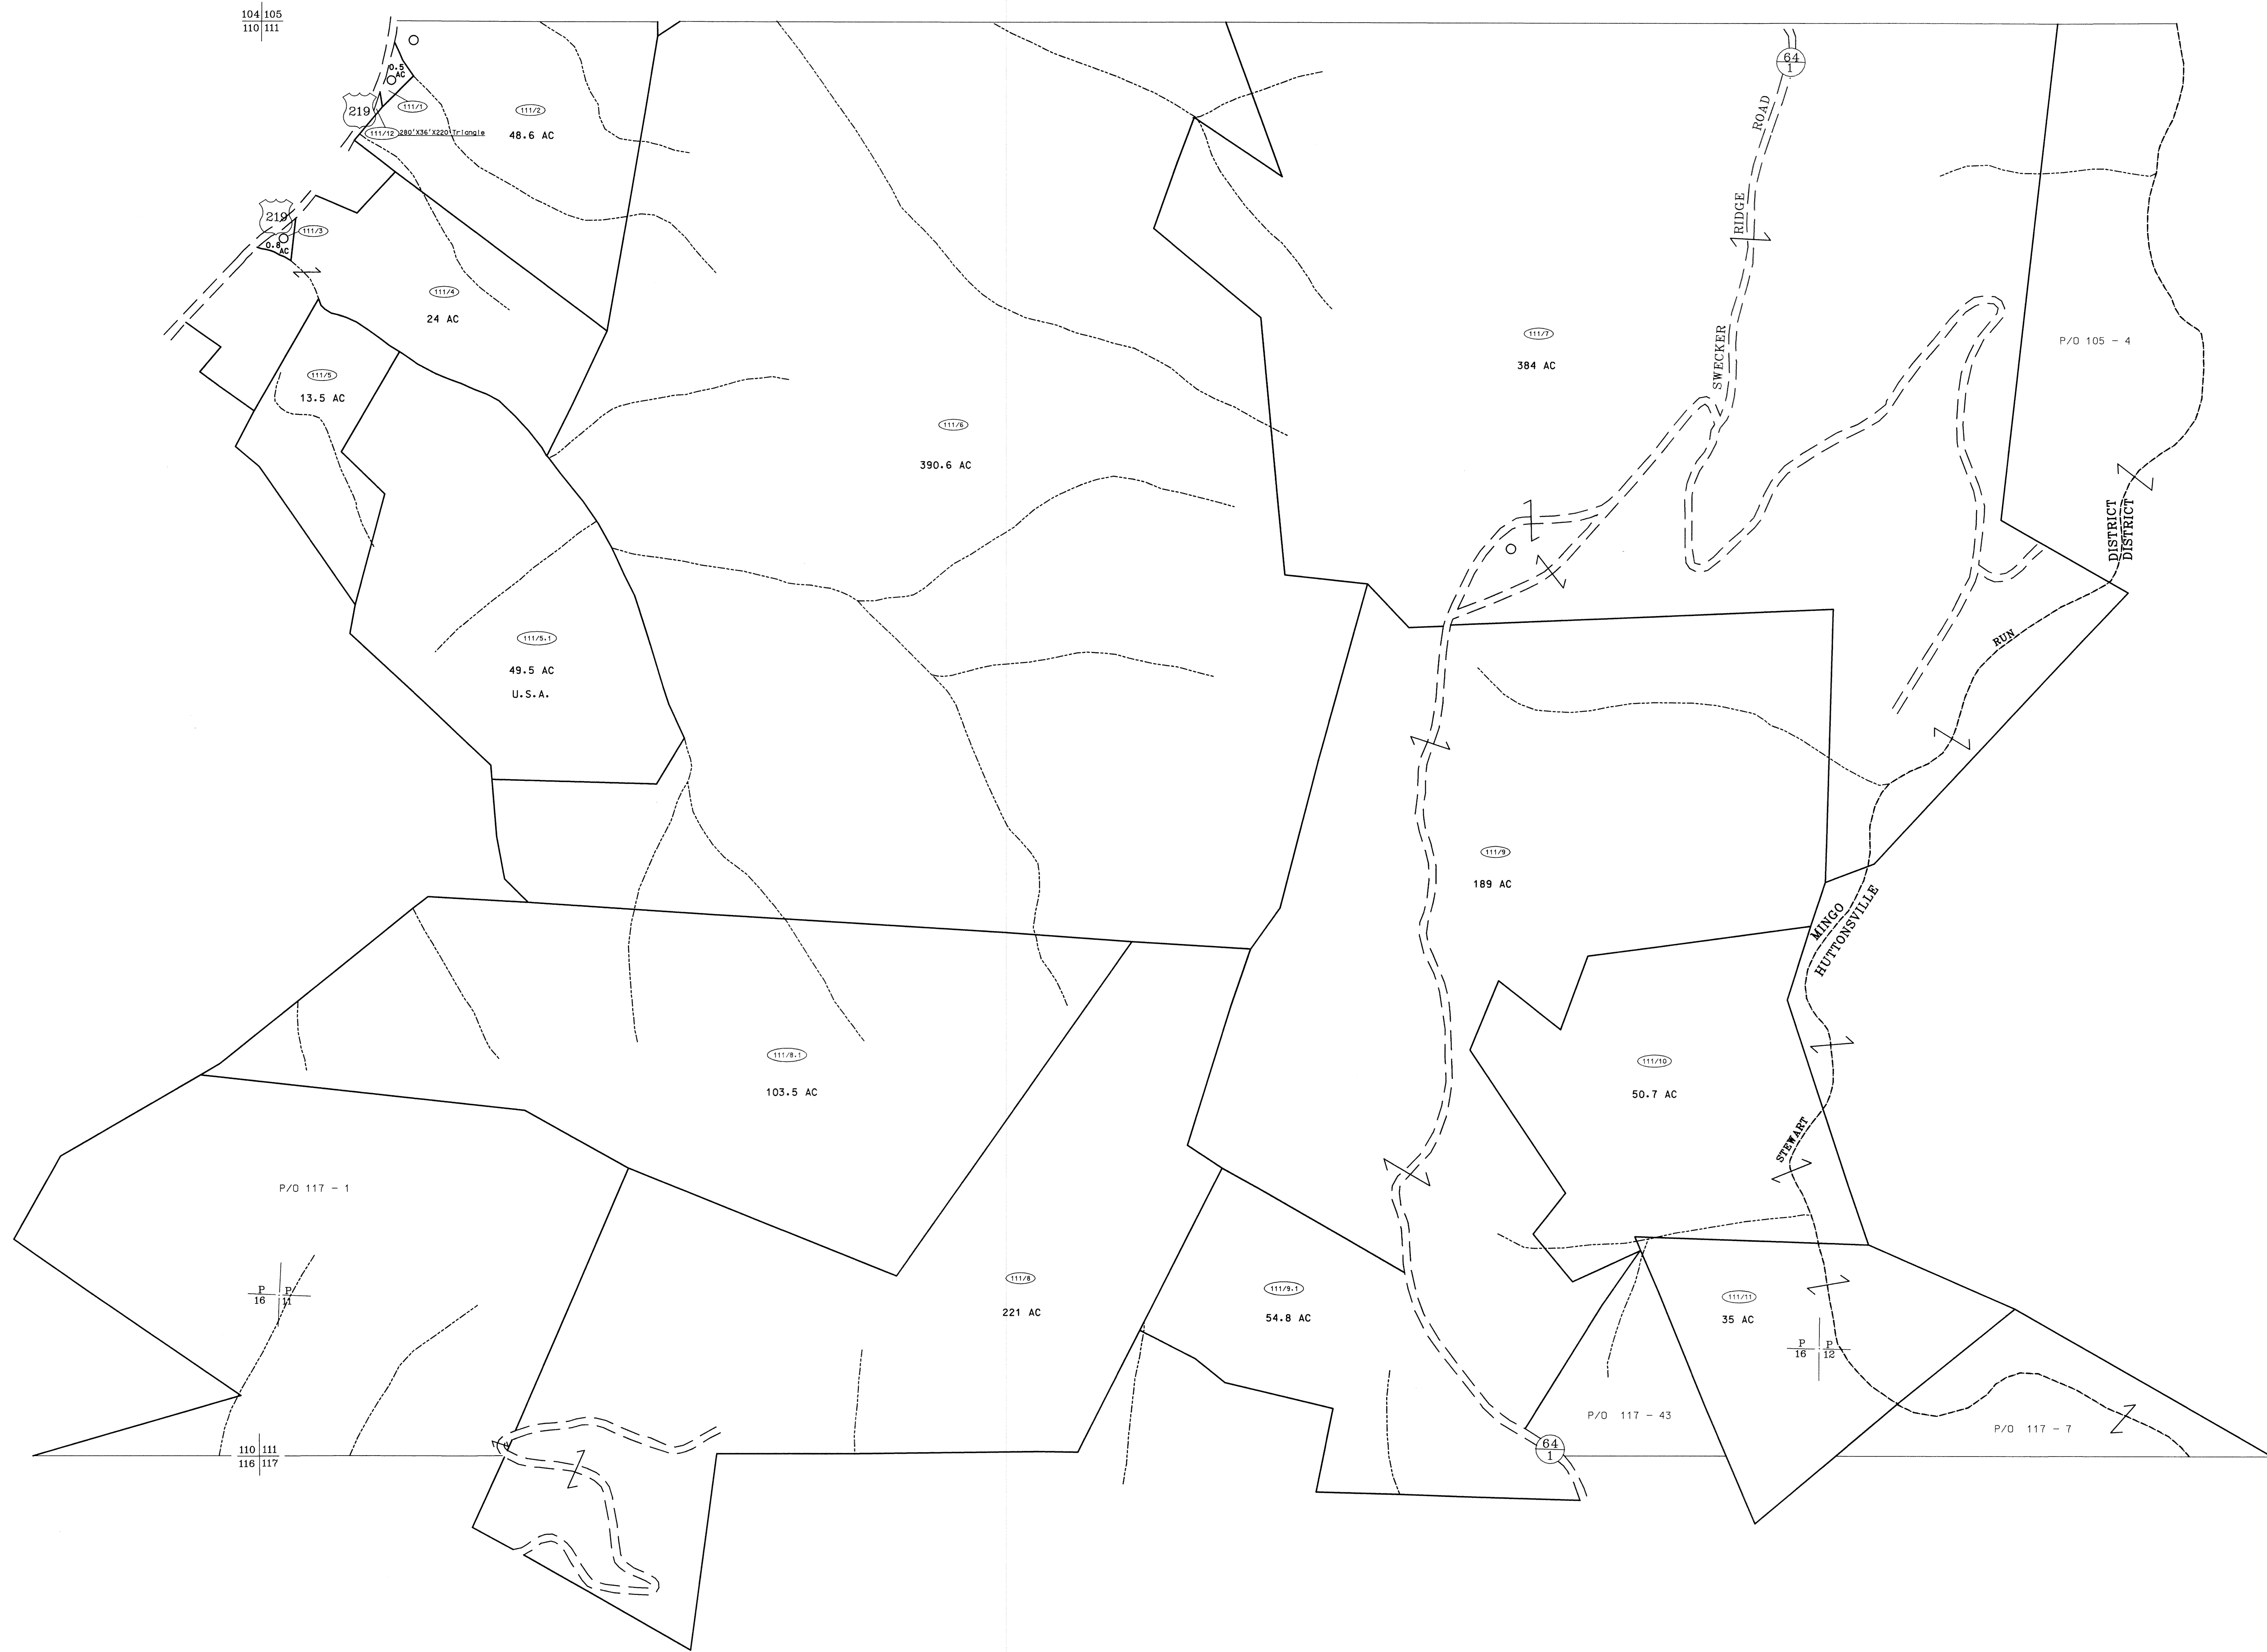 104 105
110 111
64
1
0.5
AC
111/1
219
111/2
111/12 280'X36'X220 Triangle
48.6 AC
ROAD
RIDGE
219
111/3
0.8
AC
111/4
24 AC
111/7
384 AC
SWECKER
P/O 105 - 4
111/5
13.5 AC
111/6
390.6 AC
DISTRICT
DISTRICT
111/5.1
49.5 AC
U.S.A.
RUN
111/9
189 AC
MINGO
HUTTONSVILLE
111/8.1
103.5 AC
111/10
50.7 AC
STEWART
P/O 117 - 1
P P
16 11
111/8
221 AC
111/9.1
54.8 AC
111/11
35 AC
P P
16 12
P/O 117 - 43
P/O 117 - 7
110 111
116 117
64
1